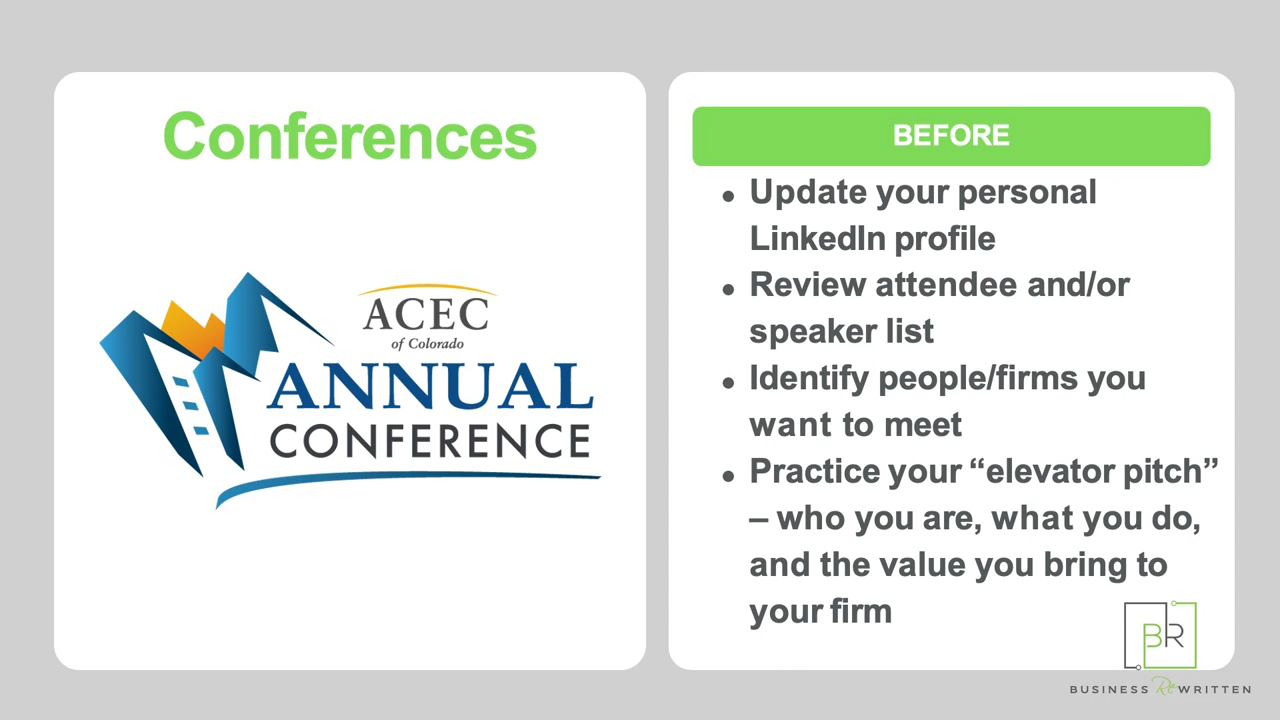 Conferences
ACEC
of Colorado
ANNUAL
CONFERENCE
BEFORE
• Update your personal
LinkedIn profile
• Review attendee and/or
speaker list
• Identify people/firms you
want to meet
• Practice your “elevator pitch”
– who you are, what you do,
and the value you bring to
your firm
BR
BUSINESS Re WRITTEN